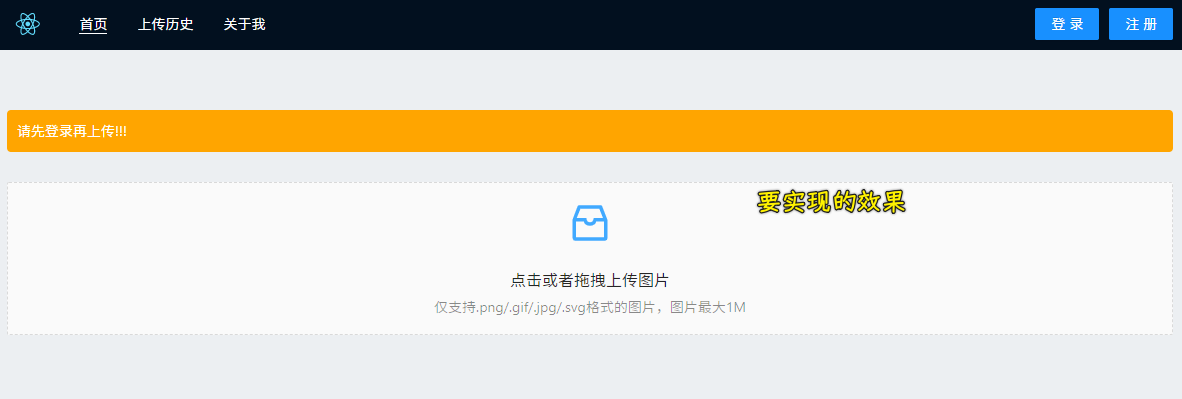 首页 上传历史 关于我 登 录 注 册
请先登录再上传!!!
要实现的效果
点击或者拖拽上传图片
仅支持.png/.gif/.jpg/.svg格式的图片，图片最大1M